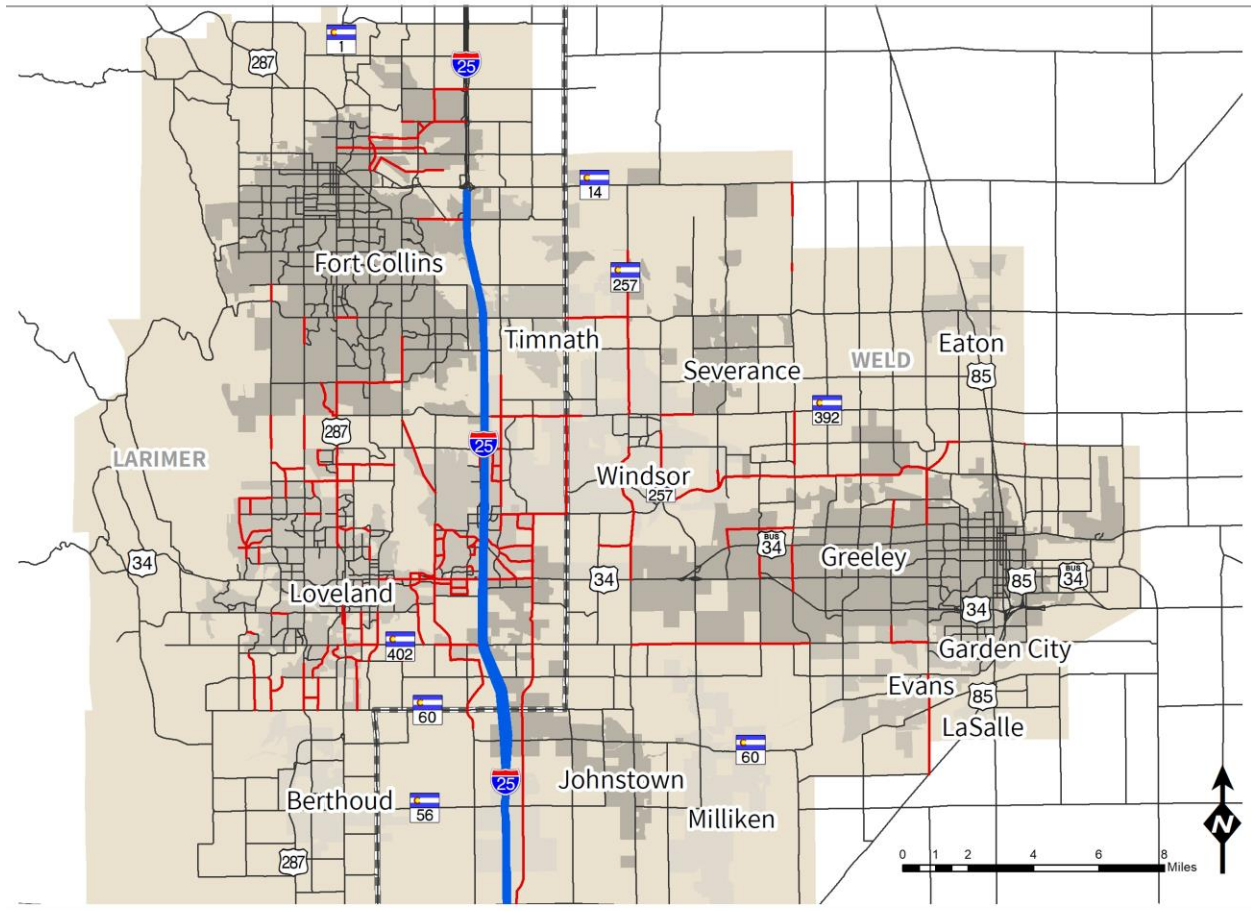 1
287
25
14
Fort Collins
257
Timnath
Eaton
WELD
Severance
85
392
287
25
LARIMER
Windsor
257
BUS
34
Greeley
34
34
85
BUS
34
Loveland
34
402
Garden City
Evans
85
60
LaSalle
60
Johnstown
25
Berthoud
56
Milliken
N
287
0 1 2 4 6 8
Miles